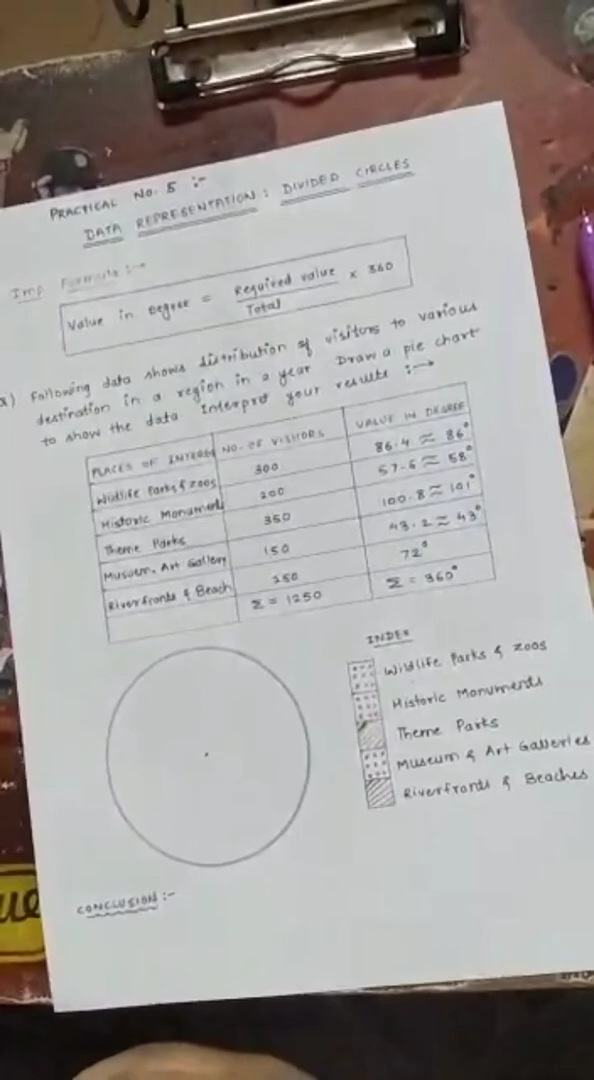 PRACTICAL NO. 5 :-
DATA REPRESENTATION : DIVIDED CIRCLES
Imp Formula :→
Value in Degree = Required value / Total × 360
Following data shows distribution of visitors to various
destination in a region in a year Draw a pie chart
to show the data Interpret your results :→
PLACES OF INTERES NO. OF VISITORS VALUE IN DEGREE
Wildlife Parks & Zoos 300 86.4 ≈ 86°
Historic Monuments 200 57.6 ≈ 58°
Theme Parks 350 100.8 ≈ 101°
Museum, Art Gallery 150 43.2 ≈ 43°
Riverfronts & Beach 250 72°
Σ = 1250 Σ = 360°
INDEX
Wildlife Parks & Zoos
Historic Monuments
Theme Parks
Museum & Art Galleries
Riverfronts & Beaches
CONCLUSION :-
ue